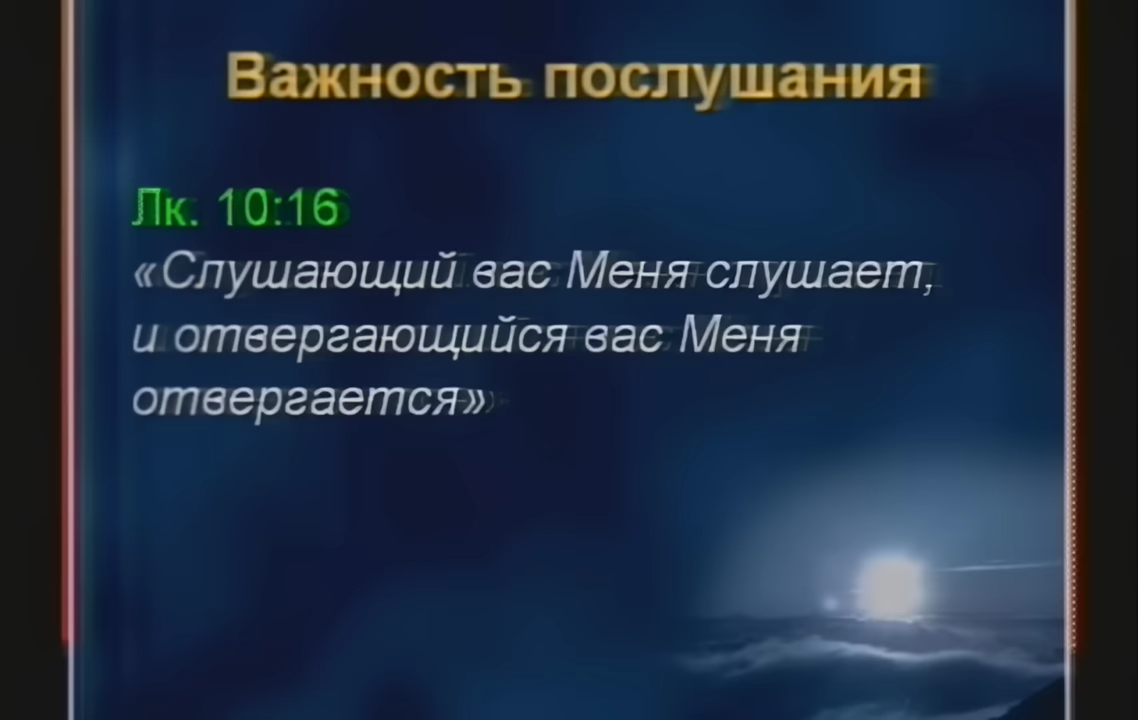 Важность послушания
Лк. 10:16
«Слушающий вас Меня слушает,
и отвергающийся вас Меня
отвергается»